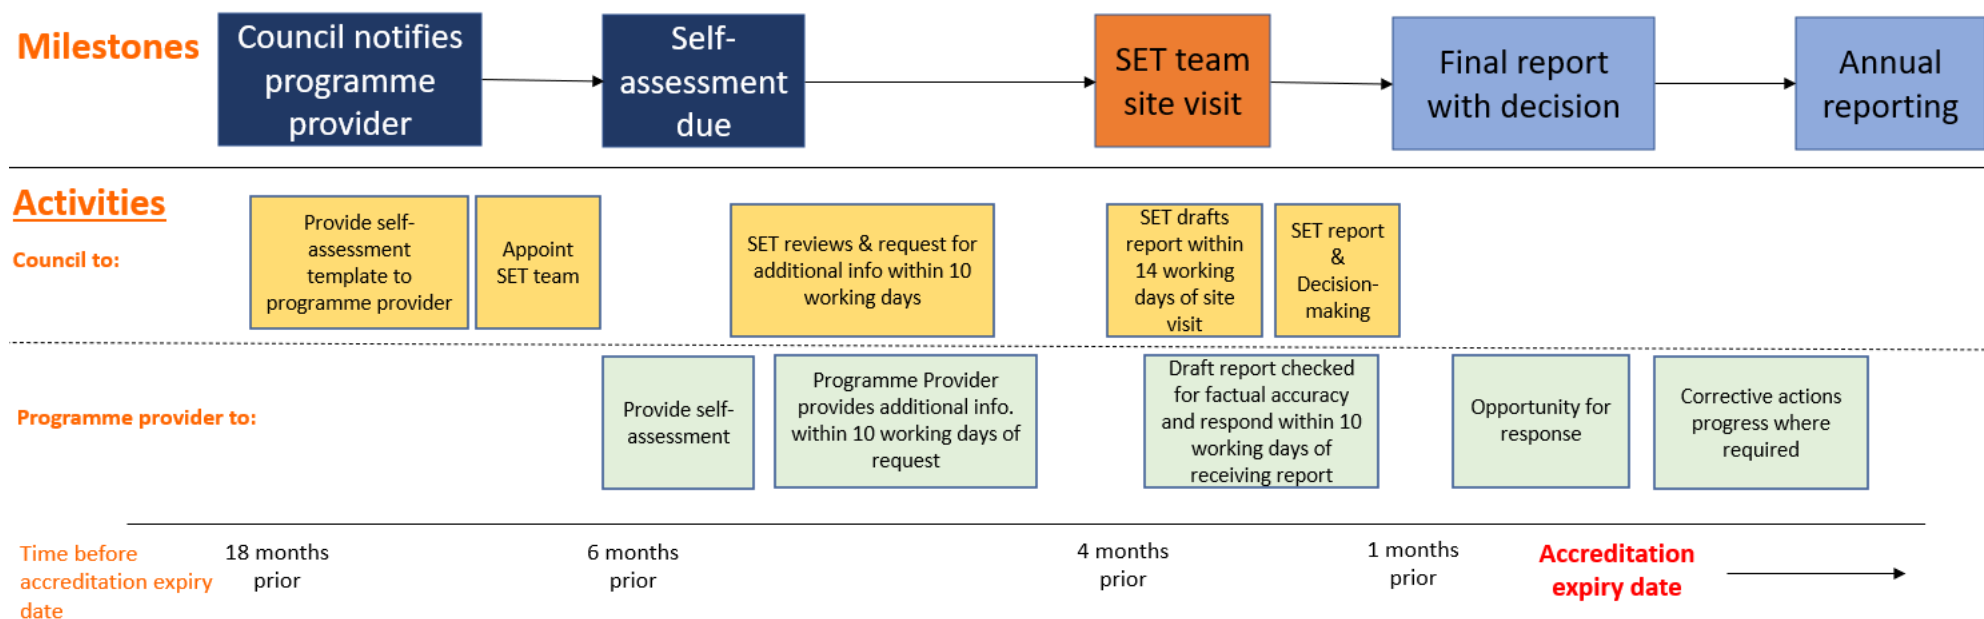 Milestones
Council notifies
programme
provider
Self-
assessment
due
SET team
site visit
Final report
with decision
Annual
reporting
Activities
Council to:
Provide self-
assessment
template to
programme provider
Appoint
SET team
SET reviews & request for
additional info within 10
working days
SET drafts
report within
14 working
days of site
visit
SET report
&
Decision-
making
Programme provider to:
Provide self-
assessment
Programme Provider
provides additional info.
within 10 working days of
request
Draft report checked
for factual accuracy
and respond within 10
working days of
receiving report
Opportunity for
response
Corrective actions
progress where
required
Time before
accreditation expiry
date
18 months
prior
6 months
prior
4 months
prior
1 months
prior
Accreditation
expiry date